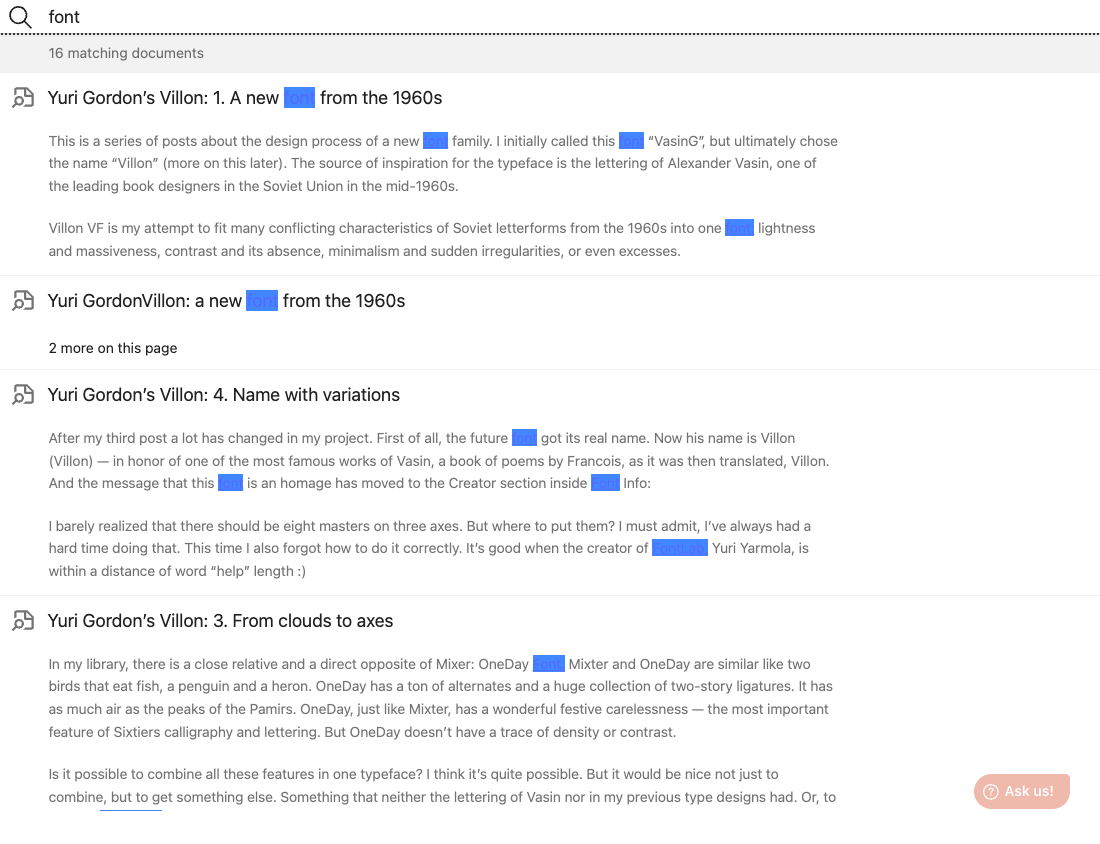 font
16 matching documents
Yuri Gordon’s Villon: 1. A new font from the 1960s
This is a series of posts about the design process of a new font family. I initially called this font “VasinG”, but ultimately chose
the name “Villon” (more on this later). The source of inspiration for the typeface is the lettering of Alexander Vasin, one of
the leading book designers in the Soviet Union in the mid-1960s.
Villon VF is my attempt to fit many conflicting characteristics of Soviet letterforms from the 1960s into one font: lightness
and massiveness, contrast and its absence, minimalism and sudden irregularities, or even excesses.
Yuri GordonVillon: a new font from the 1960s
2 more on this page
Yuri Gordon’s Villon: 4. Name with variations
After my third post a lot has changed in my project. First of all, the future font got its real name. Now his name is Villon
(Villon) — in honor of one of the most famous works of Vasin, a book of poems by Francois, as it was then translated, Villon.
And the message that this font is an homage has moved to the Creator section inside Font Info:
I barely realized that there should be eight masters on three axes. But where to put them? I must admit, I’ve always had a
hard time doing that. This time I also forgot how to do it correctly. It’s good when the creator of FontLab, Yuri Yarmola, is
within a distance of word “help” length :)
Yuri Gordon’s Villon: 3. From clouds to axes
In my library, there is a close relative and a direct opposite of Mixer: OneDay Font. Mixter and OneDay are similar like two
birds that eat fish, a penguin and a heron. OneDay has a ton of alternates and a huge collection of two-story ligatures. It has
as much air as the peaks of the Pamirs. OneDay, just like Mixter, has a wonderful festive carelessness — the most important
feature of Sixtiers calligraphy and lettering. But OneDay doesn’t have a trace of density or contrast.
Is it possible to combine all these features in one typeface? I think it’s quite possible. But it would be nice not just to
combine, but to get something else. Something that neither the lettering of Vasin nor in my previous type designs had. Or, to
Ask us!